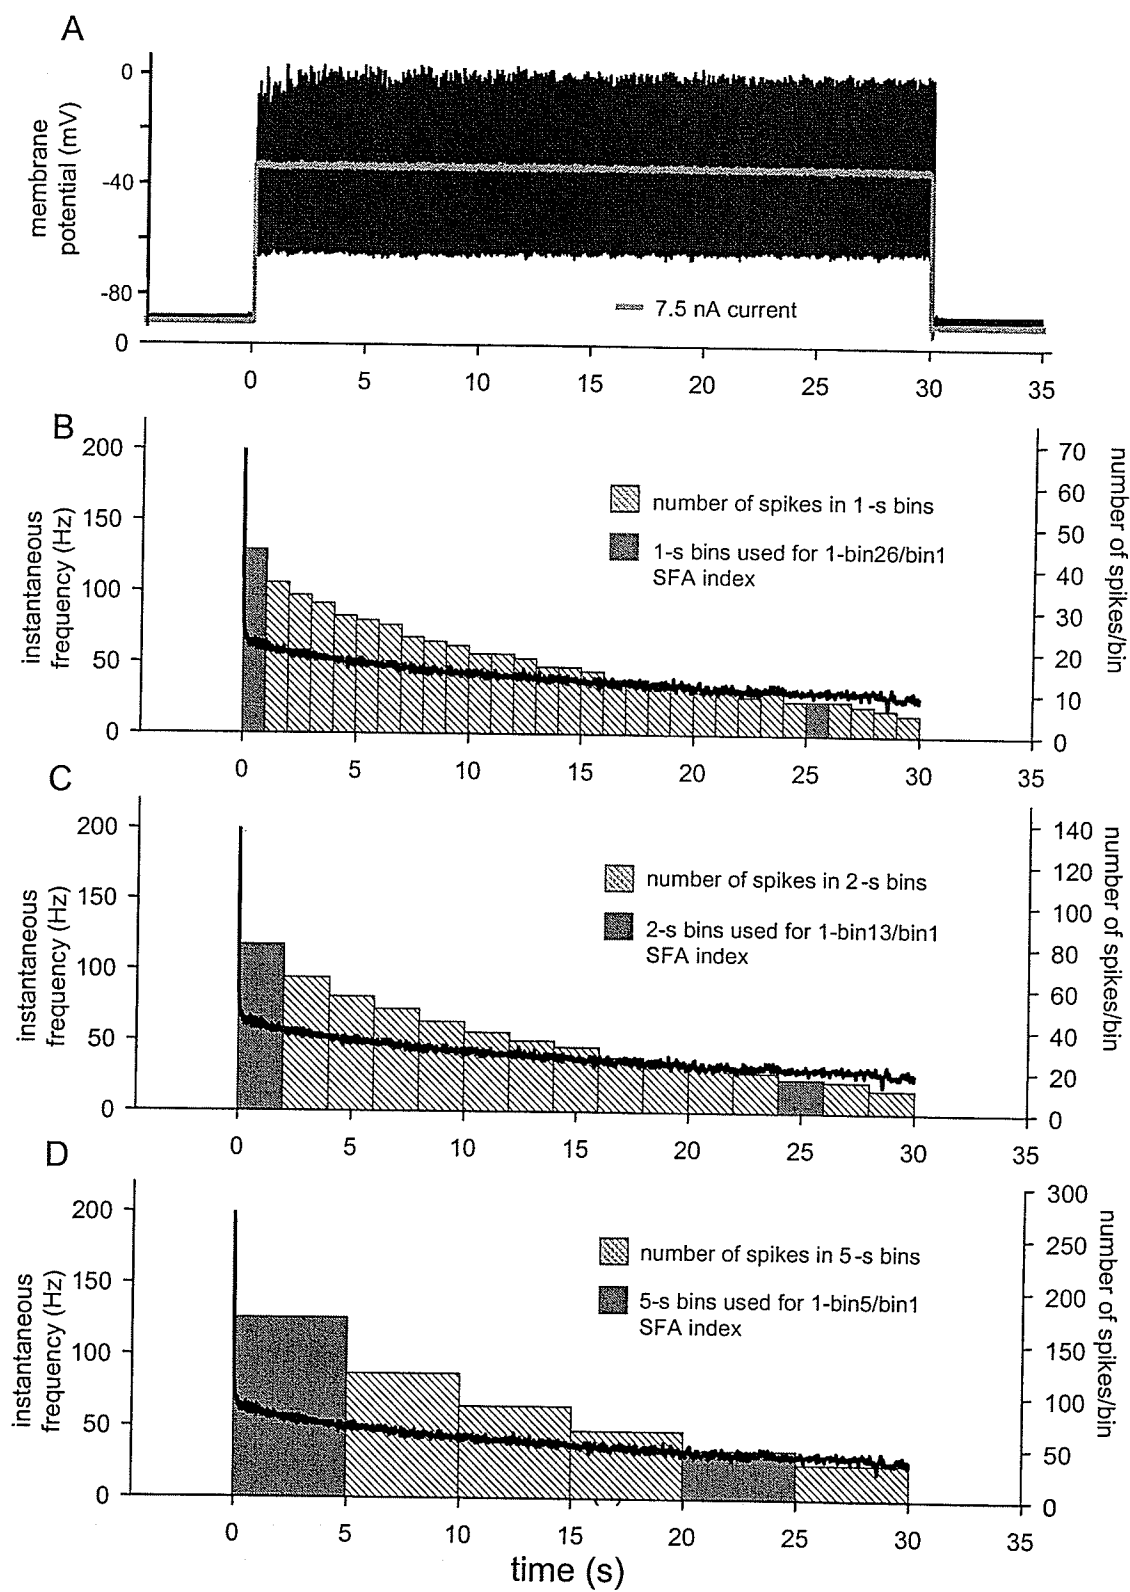 A
membrane
potential (mV)
0
-40
-80
0
7.5 nA current
0 5 10 15 20 25 30 35
B
instantaneous
frequency (Hz)
200
150
100
50
0
number of spikes in 1-s bins
1-s bins used for 1-bin26/bin1
SFA index
70
60
50
40
30
20
10
0
number of spikes/bin
0 5 10 15 20 25 30 35
C
instantaneous
frequency (Hz)
200
150
100
50
0
number of spikes in 2-s bins
2-s bins used for 1-bin13/bin1
SFA index
140
120
100
80
60
40
20
0
number of spikes/bin
0 5 10 15 20 25 30 35
D
instantaneous
frequency (Hz)
200
150
100
50
0
number of spikes in 5-s bins
5-s bins used for 1-bin5/bin1
SFA index
300
250
200
150
100
50
0
number of spikes/bin
0 5 10 15 20 25 30 35
time (s)